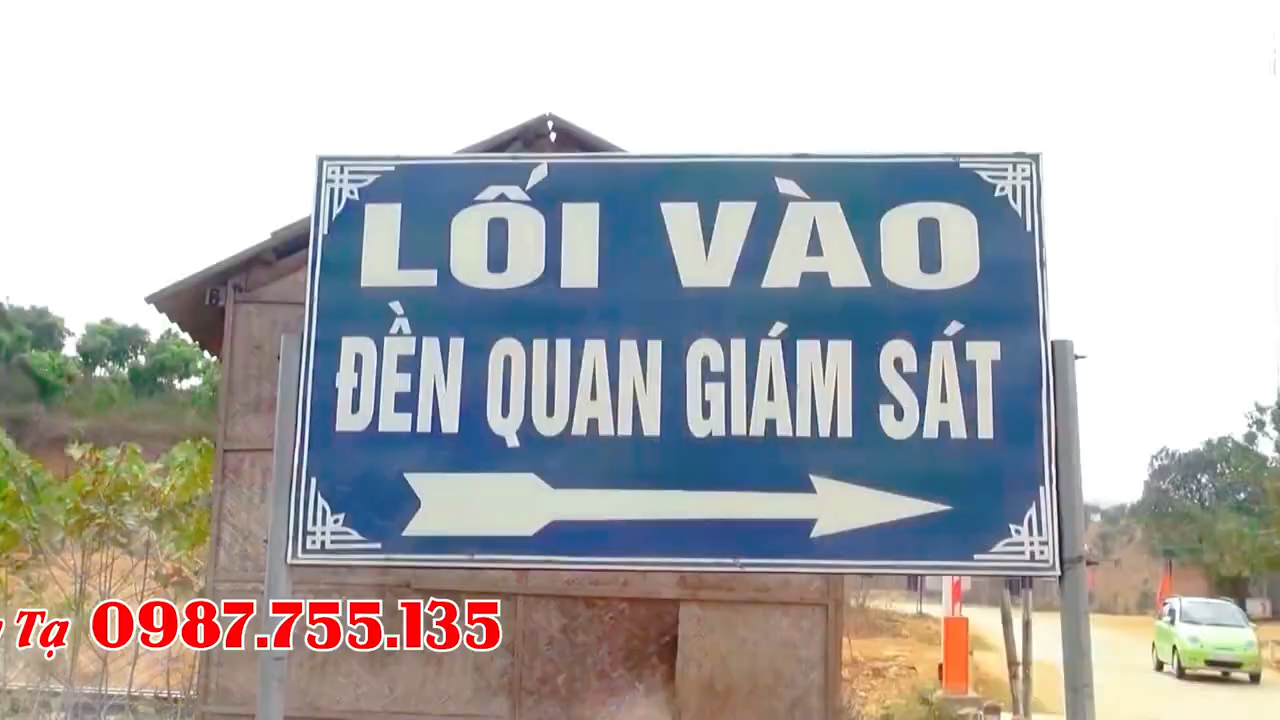 LỐI VÀO
ĐỀN QUAN GIÁM SÁT
Tạ 0987.755.135